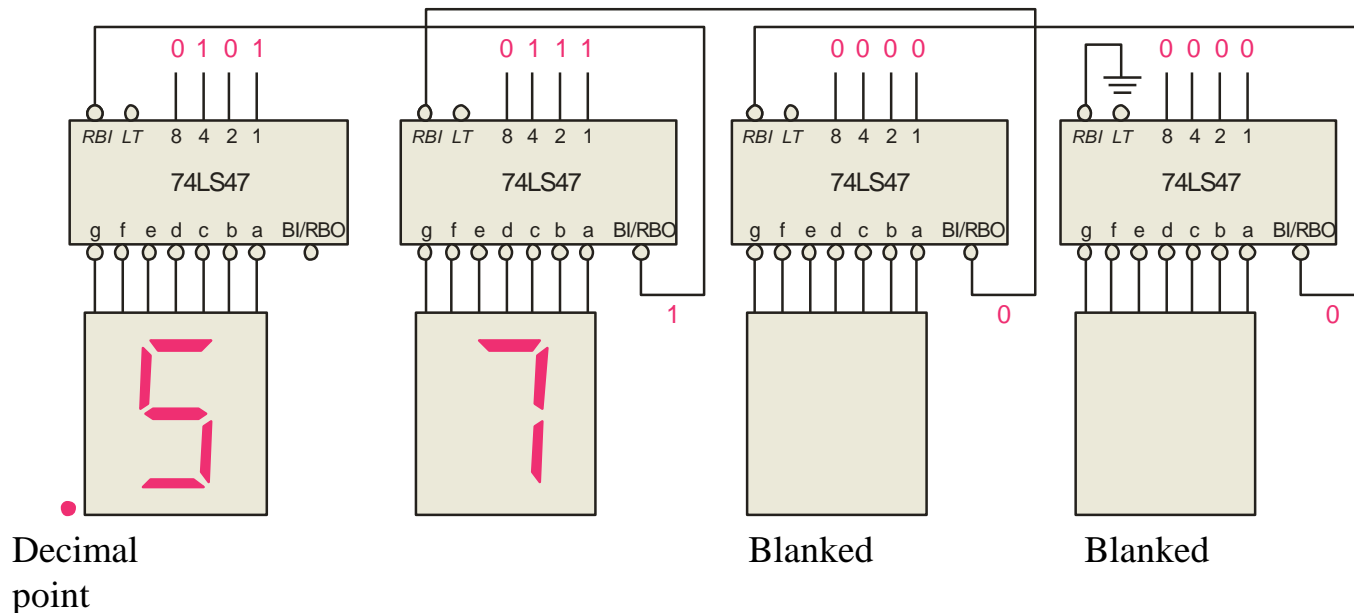 0 1 0 1 0 1 1 1 0 0 0 0 0 0 0 0
RBI LT 8 4 2 1 RBI LT 8 4 2 1 RBI LT 8 4 2 1 RBI LT 8 4 2 1
74LS47 74LS47 74LS47 74LS47
g f e d c b a BI/RBO g f e d c b a BI/RBO g f e d c b a BI/RBO g f e d c b a BI/RBO
1 0 0
5 7
Decimal Blanked Blanked
point